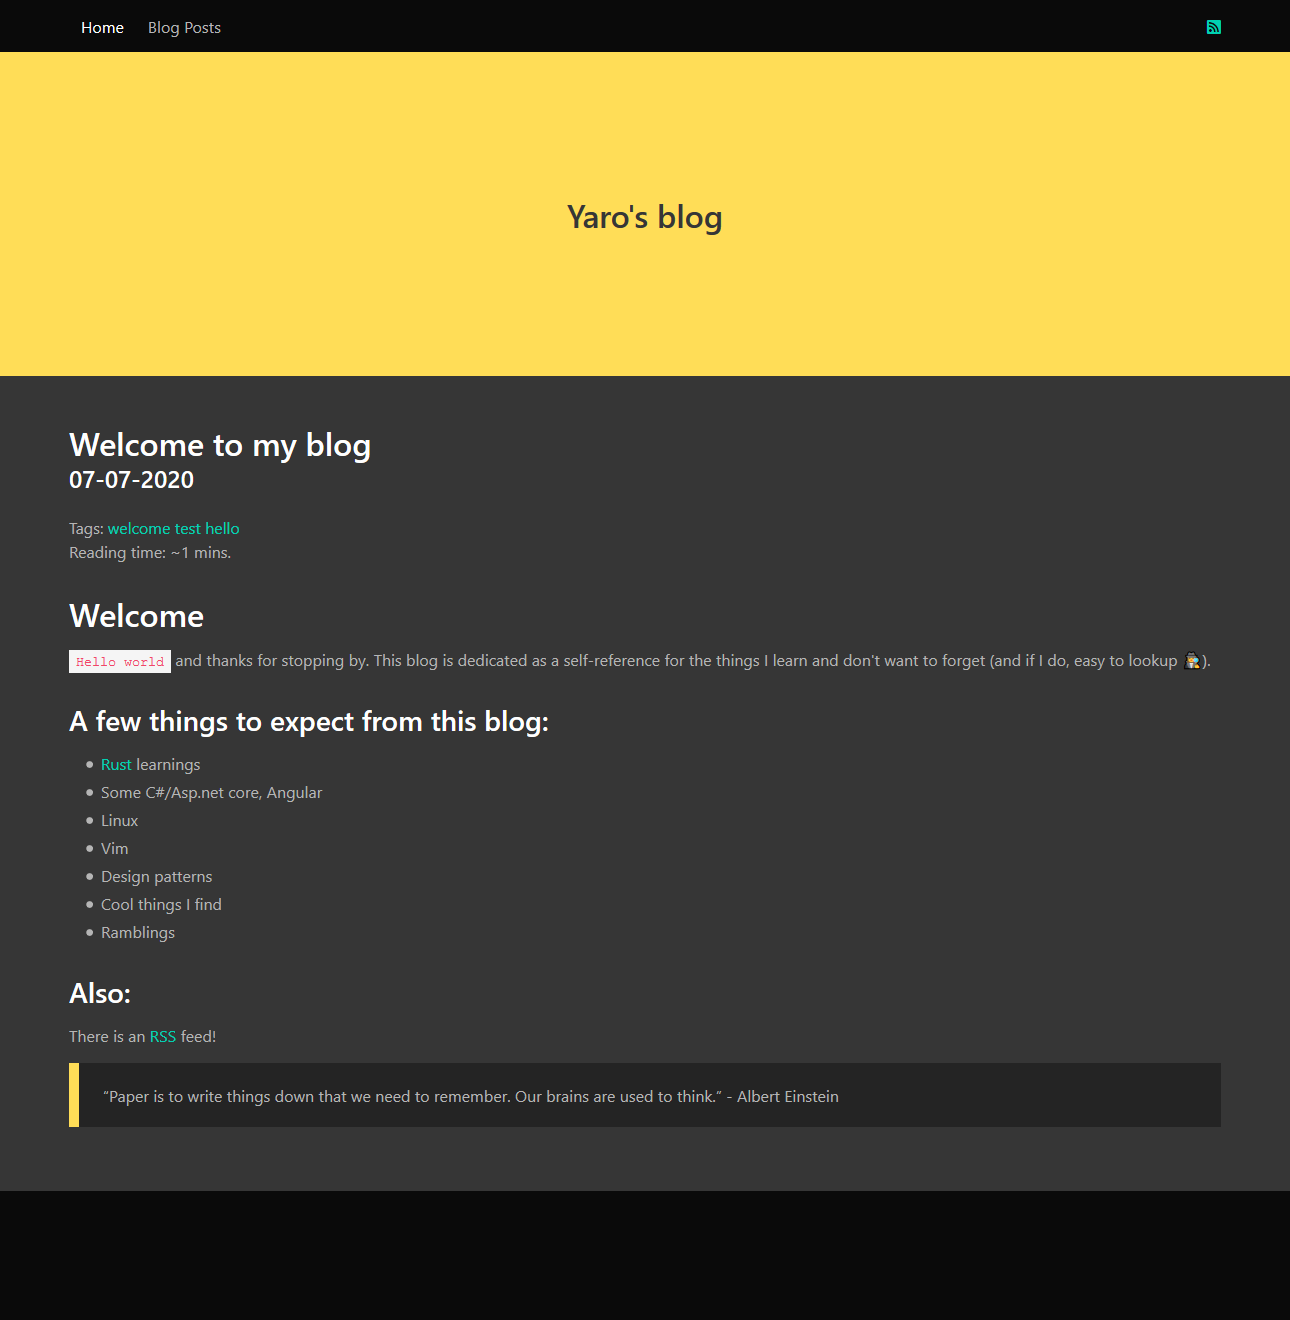 Home Blog Posts
Yaro's blog
Welcome to my blog
07-07-2020
Tags: welcome test hello
Reading time: ~1 mins.
Welcome
Hello world and thanks for stopping by. This blog is dedicated as a self-reference for the things I learn and don't want to forget (and if I do, easy to lookup 🕵).
A few things to expect from this blog:
Rust learnings
Some C#/Asp.net core, Angular
Linux
Vim
Design patterns
Cool things I find
Ramblings
Also:
There is an RSS feed!
“Paper is to write things down that we need to remember. Our brains are used to think.” - Albert Einstein